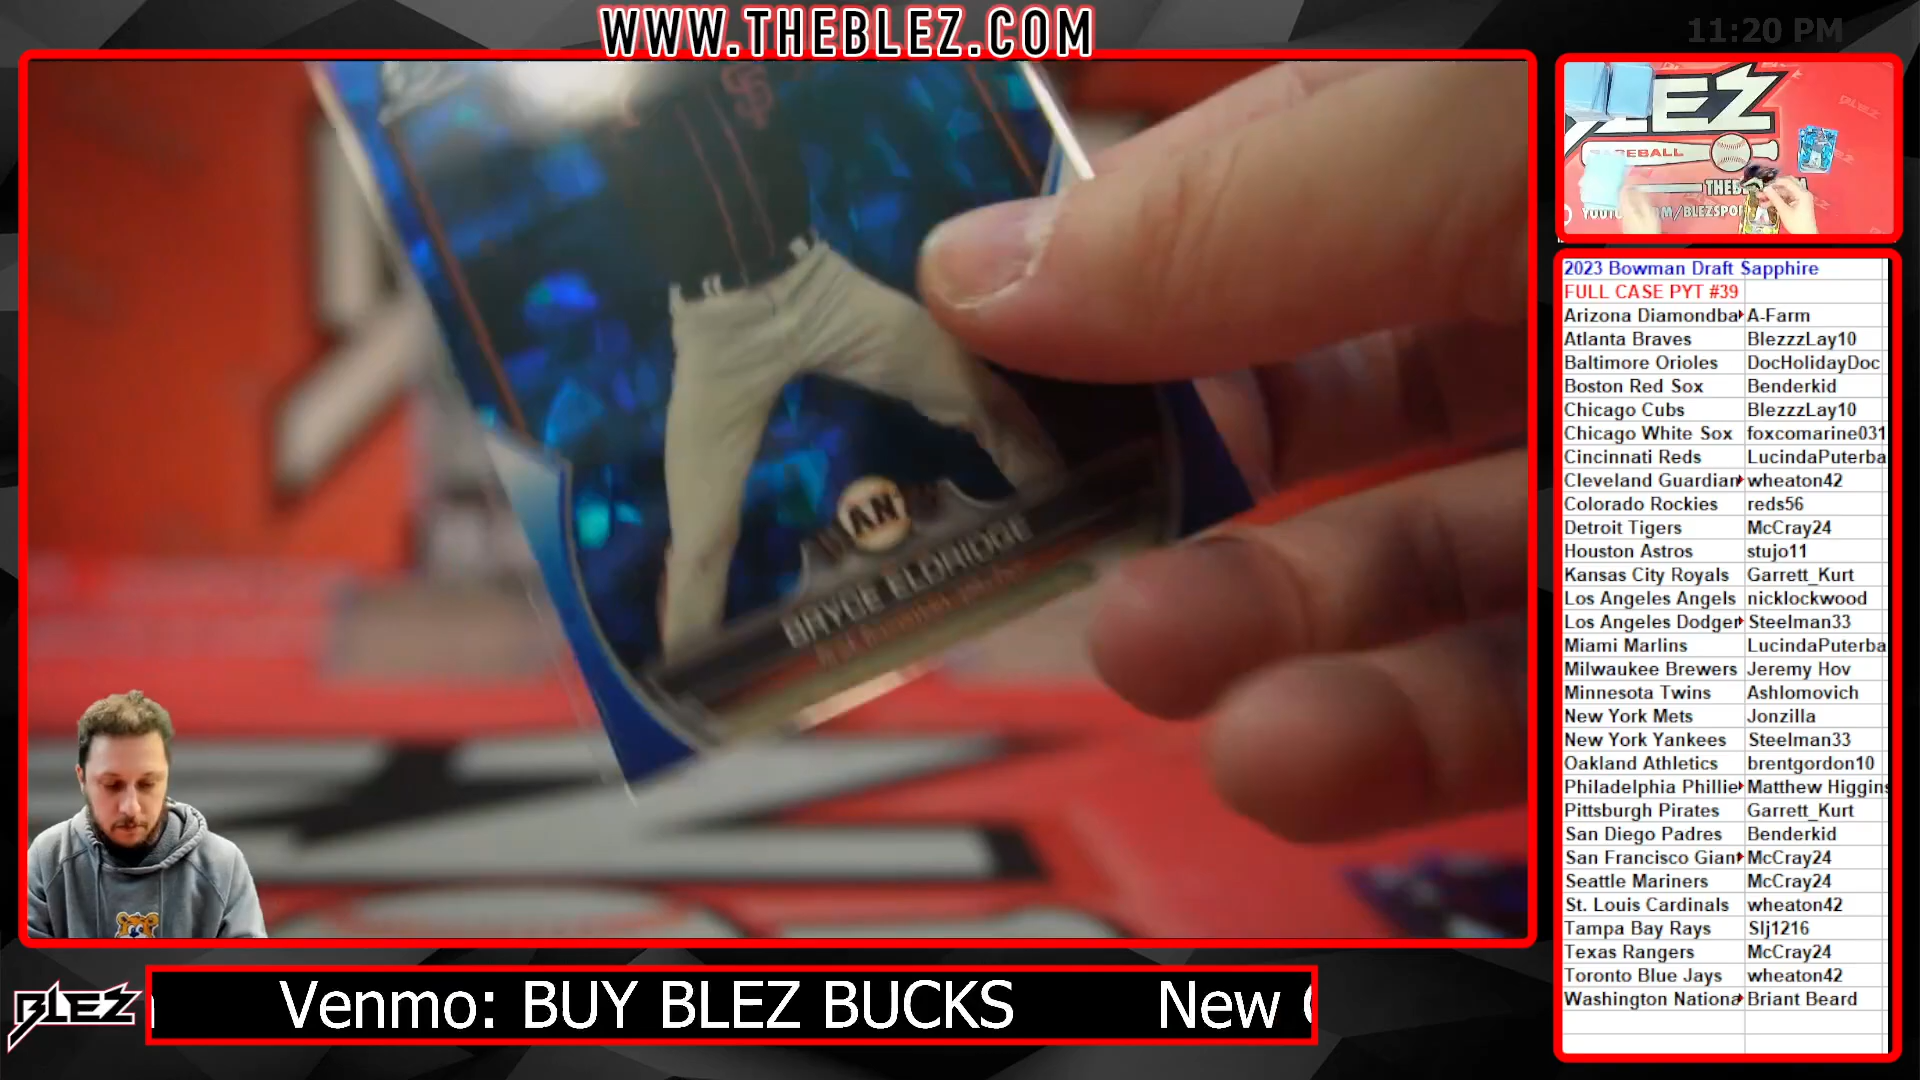 WWW.THEBLEZ.COM
11:20 PM
BLEZ
BASEBALL
SF
AN
BRYCE ELDRIDGE
2023 Bowman Draft Sapphire
FULL CASE PYT #39
Arizona Diamondba A-Farm
Atlanta Braves BlezzzLay10
Baltimore Orioles DocHolidayDoc
Boston Red Sox Benderkid
Chicago Cubs BlezzzLay10
Chicago White Sox foxcomarine031
Cincinnati Reds LucindaPuterba
Cleveland Guardian wheaton42
Colorado Rockies reds56
Detroit Tigers McCray24
Houston Astros stujo11
Kansas City Royals Garrett_Kurt
Los Angeles Angels nicklockwood
Los Angeles Dodger Steelman33
Miami Marlins LucindaPuterba
Milwaukee Brewers Jeremy Hov
Minnesota Twins Ashlomovich
New York Mets Jonzilla
New York Yankees Steelman33
Oakland Athletics brentgordon10
Philadelphia Phillie Matthew Higgins
Pittsburgh Pirates Garrett_Kurt
San Diego Padres Benderkid
San Francisco Gian McCray24
Seattle Mariners McCray24
St. Louis Cardinals wheaton42
Tampa Bay Rays Slj1216
Texas Rangers McCray24
Toronto Blue Jays wheaton42
Washington Nationa Briant Beard
BLEZ
Venmo: BUY BLEZ BUCKS New